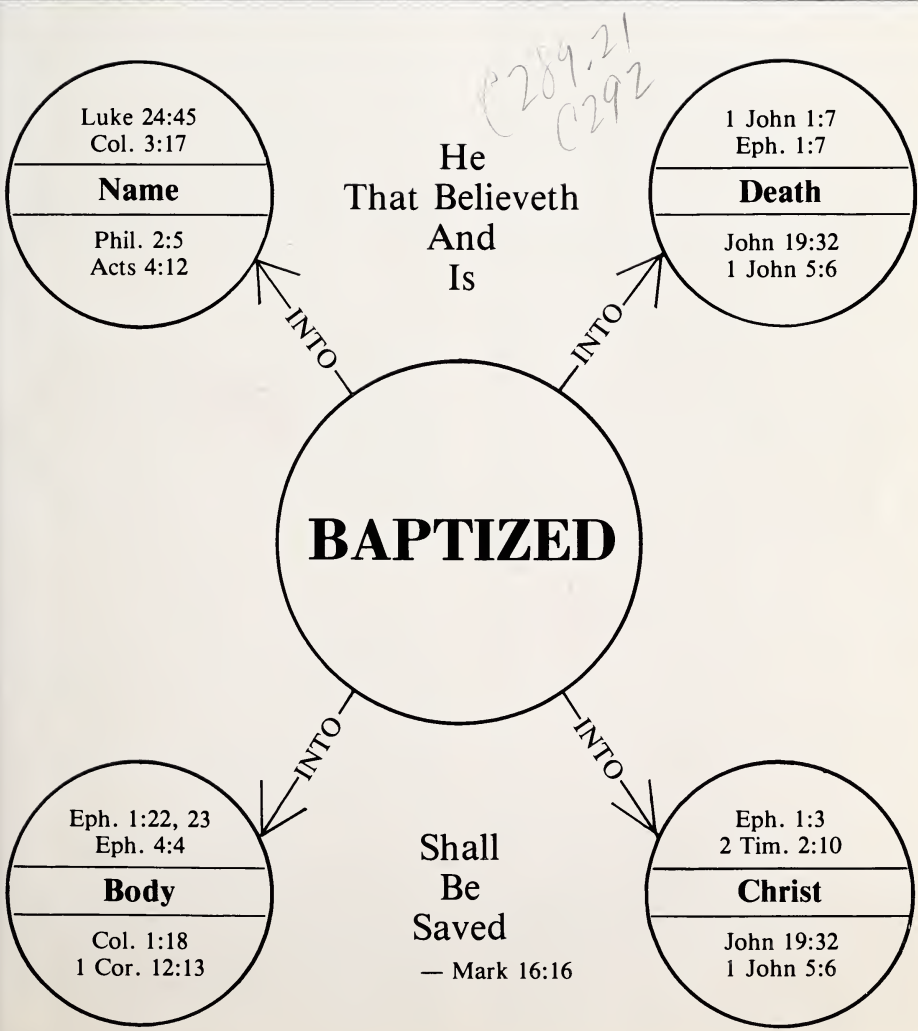 C289.21
C292
Luke 24:45
Col. 3:17
Name
Phil. 2:5
Acts 4:12
He
That Believeth
And
Is
1 John 1:7
Eph. 1:7
Death
John 19:32
1 John 5:6
INTO
INTO
BAPTIZED
INTO
INTO
Eph. 1:22, 23
Eph. 4:4
Body
Col. 1:18
1 Cor. 12:13
Shall
Be
Saved
— Mark 16:16
Eph. 1:3
2 Tim. 2:10
Christ
John 19:32
1 John 5:6